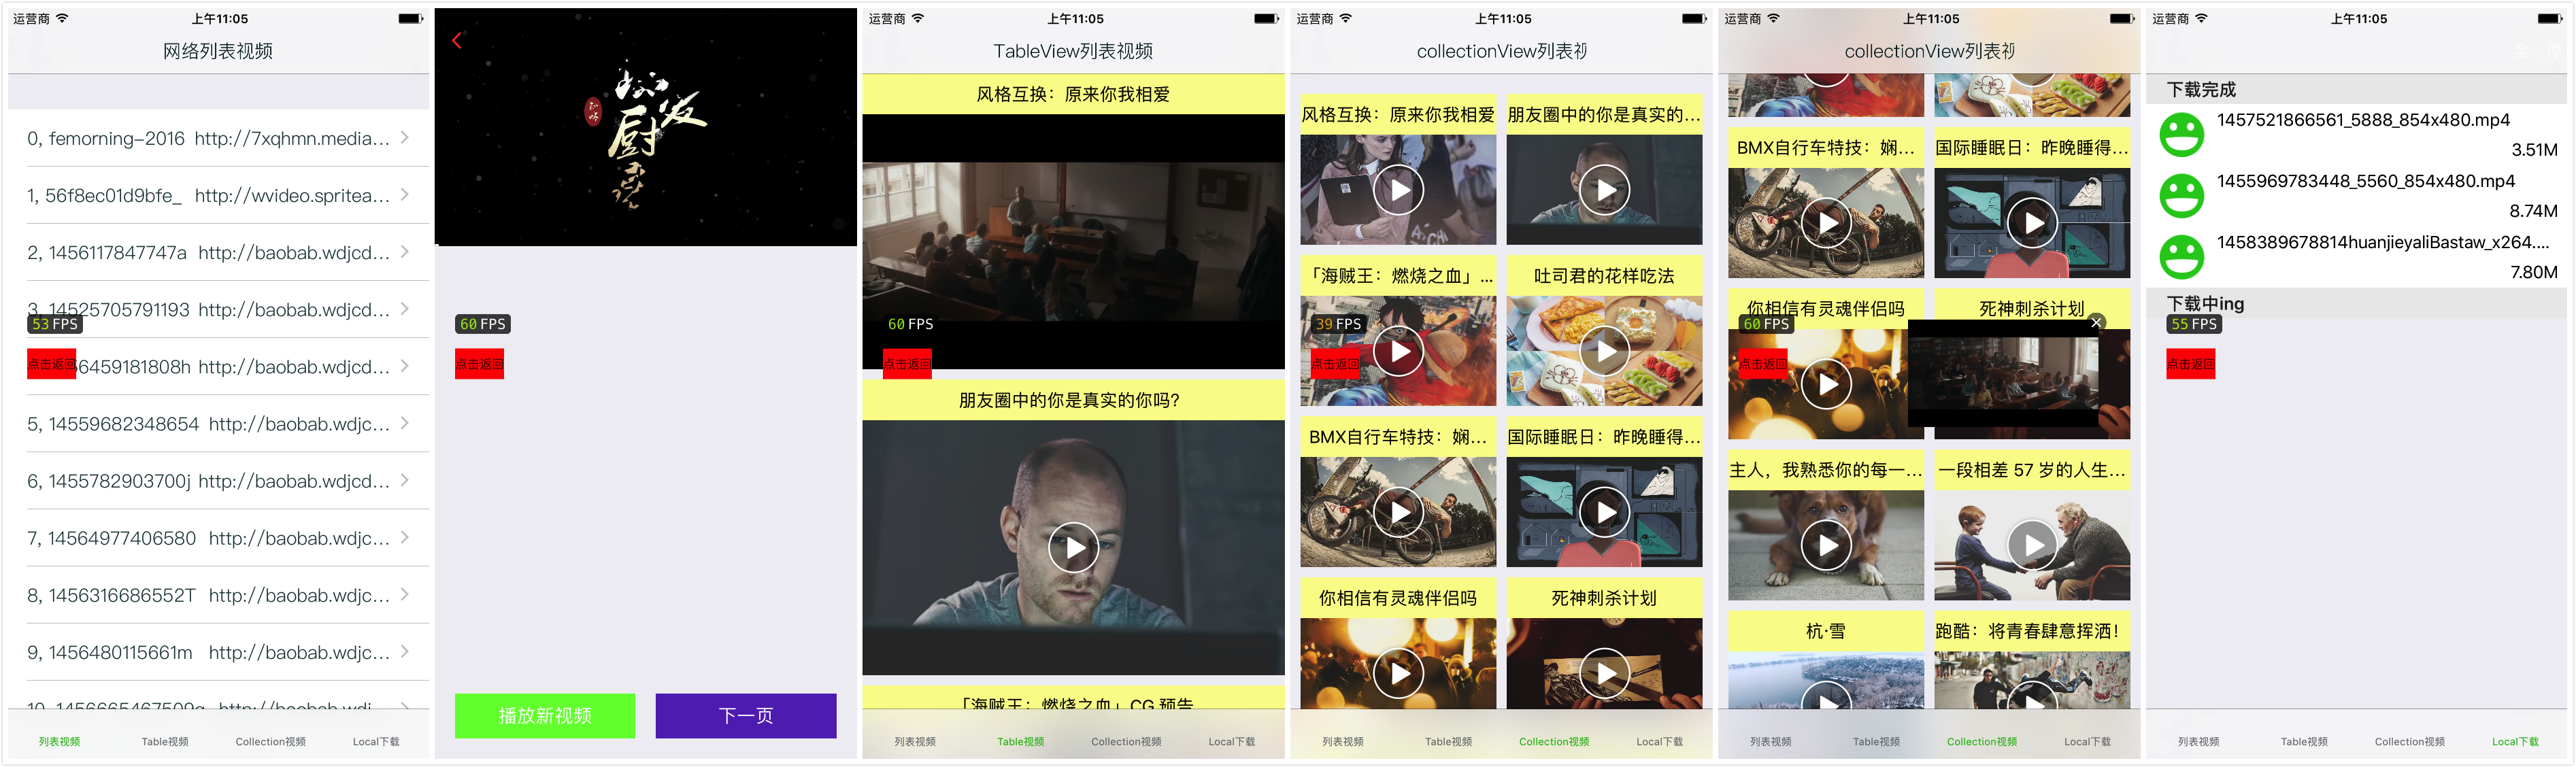 运营商
上午11:05
网络列表视频
0, femorning-2016 http://7xqhmn.media...
1, 56f8ec01d9bfe_ http://wvideo.spritea...
2, 1456117847747a http://baobab.wdjcd...
3, 14525705791193 http://baobab.wdjcd...
53 FPS
点击返回
6459181808h http://baobab.wdjcd...
5, 14559682348654 http://baobab.wdjc...
6, 1455782903700j http://baobab.wdjcd...
7, 14564977406580 http://baobab.wdjc...
8, 1456316686552T http://baobab.wdjc...
9, 1456480115661m http://baobab.wdjc...
10, 1456665467509g http://baobab.wdj...
列表视频
Table视频
Collection视频
Local下载
60 FPS
点击返回
播放新视频
下一页
运营商
上午11:05
TableView列表视频
风格互换：原来你我相爱
60 FPS
点击返回
朋友圈中的你是真实的你吗?
「海贼王：燃烧之血」CG 预告
列表视频
Table视频
Collection视频
Local下载
运营商
上午11:05
collectionView列表视
风格互换：原来你我相爱
朋友圈中的你是真实的...
「海贼王：燃烧之血」...
吐司君的花样吃法
39 FPS
点击返回
BMX自行车特技：娴...
国际睡眠日：昨晚睡得...
你相信有灵魂伴侣吗
死神刺杀计划
列表视频
Table视频
Collection视频
Local下载
运营商
上午11:05
collectionView列表视
BMX自行车特技：娴...
国际睡眠日：昨晚睡得...
你相信有灵魂伴侣吗
死神刺杀计划
60 FPS
点击返回
主人，我熟悉你的每一...
一段相差 57 岁的人生...
杭·雪
跑酷：将青春肆意挥洒！
列表视频
Table视频
Collection视频
Local下载
运营商
上午11:05
下载完成
1457521866561_5888_854x480.mp4
3.51M
1455969783448_5560_854x480.mp4
8.74M
1458389678814huanjieyaliBastaw_x264....
7.80M
下载中ing
55 FPS
点击返回
列表视频
Table视频
Collection视频
Local下载